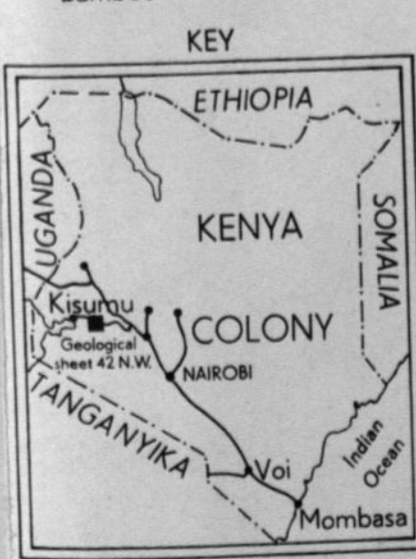 KEY
ETHIOPIA
UGANDA
KENYA
SOMALIA
Kisumu
COLONY
Geological
sheet 42 N.W.
NAIROBI
TANGANYIKA
Indian
Ocean
Voi
Mombasa